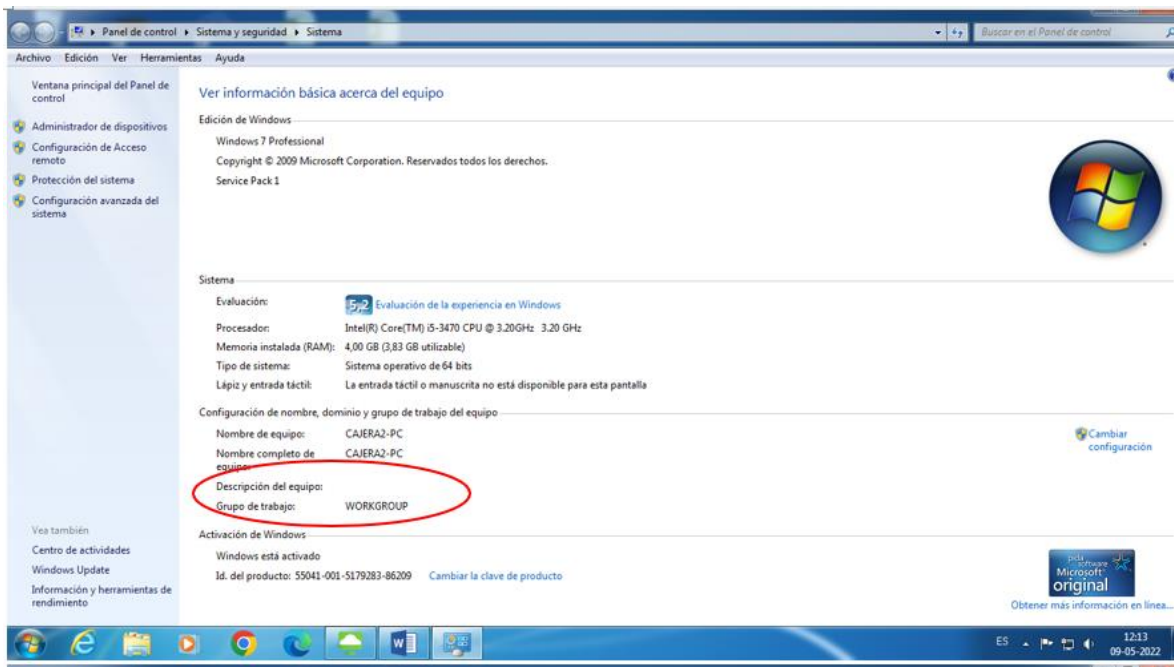 Panel de control ▸ Sistema y seguridad ▸ Sistema
Buscar en el Panel de control
Archivo Edición Ver Herramientas Ayuda
Ventana principal del Panel de
control
Administrador de dispositivos
Configuración de Acceso
remoto
Protección del sistema
Configuración avanzada del
sistema
Ver información básica acerca del equipo
Edición de Windows
Windows 7 Professional
Copyright © 2009 Microsoft Corporation. Reservados todos los derechos.
Service Pack 1
Sistema
Evaluación: 5,2 Evaluación de la experiencia en Windows
Procesador: Intel(R) Core(TM) i5-3470 CPU @ 3.20GHz 3.20 GHz
Memoria instalada (RAM): 4,00 GB (3,83 GB utilizable)
Tipo de sistema: Sistema operativo de 64 bits
Lápiz y entrada táctil: La entrada táctil o manuscrita no está disponible para esta pantalla
Configuración de nombre, dominio y grupo de trabajo del equipo
Nombre de equipo: CAJERA2-PC
Cambiar
configuración
Nombre completo de CAJERA2-PC
equipo:
Descripción del equipo:
Grupo de trabajo: WORKGROUP
Activación de Windows
Windows está activado
Id. del producto: 55041-001-5179283-86209 Cambiar la clave de producto
Vea también
Centro de actividades
Windows Update
Información y herramientas de
rendimiento
pida
software
Microsoft
original
Obtener más información en línea...
ES
12:13
09-05-2022